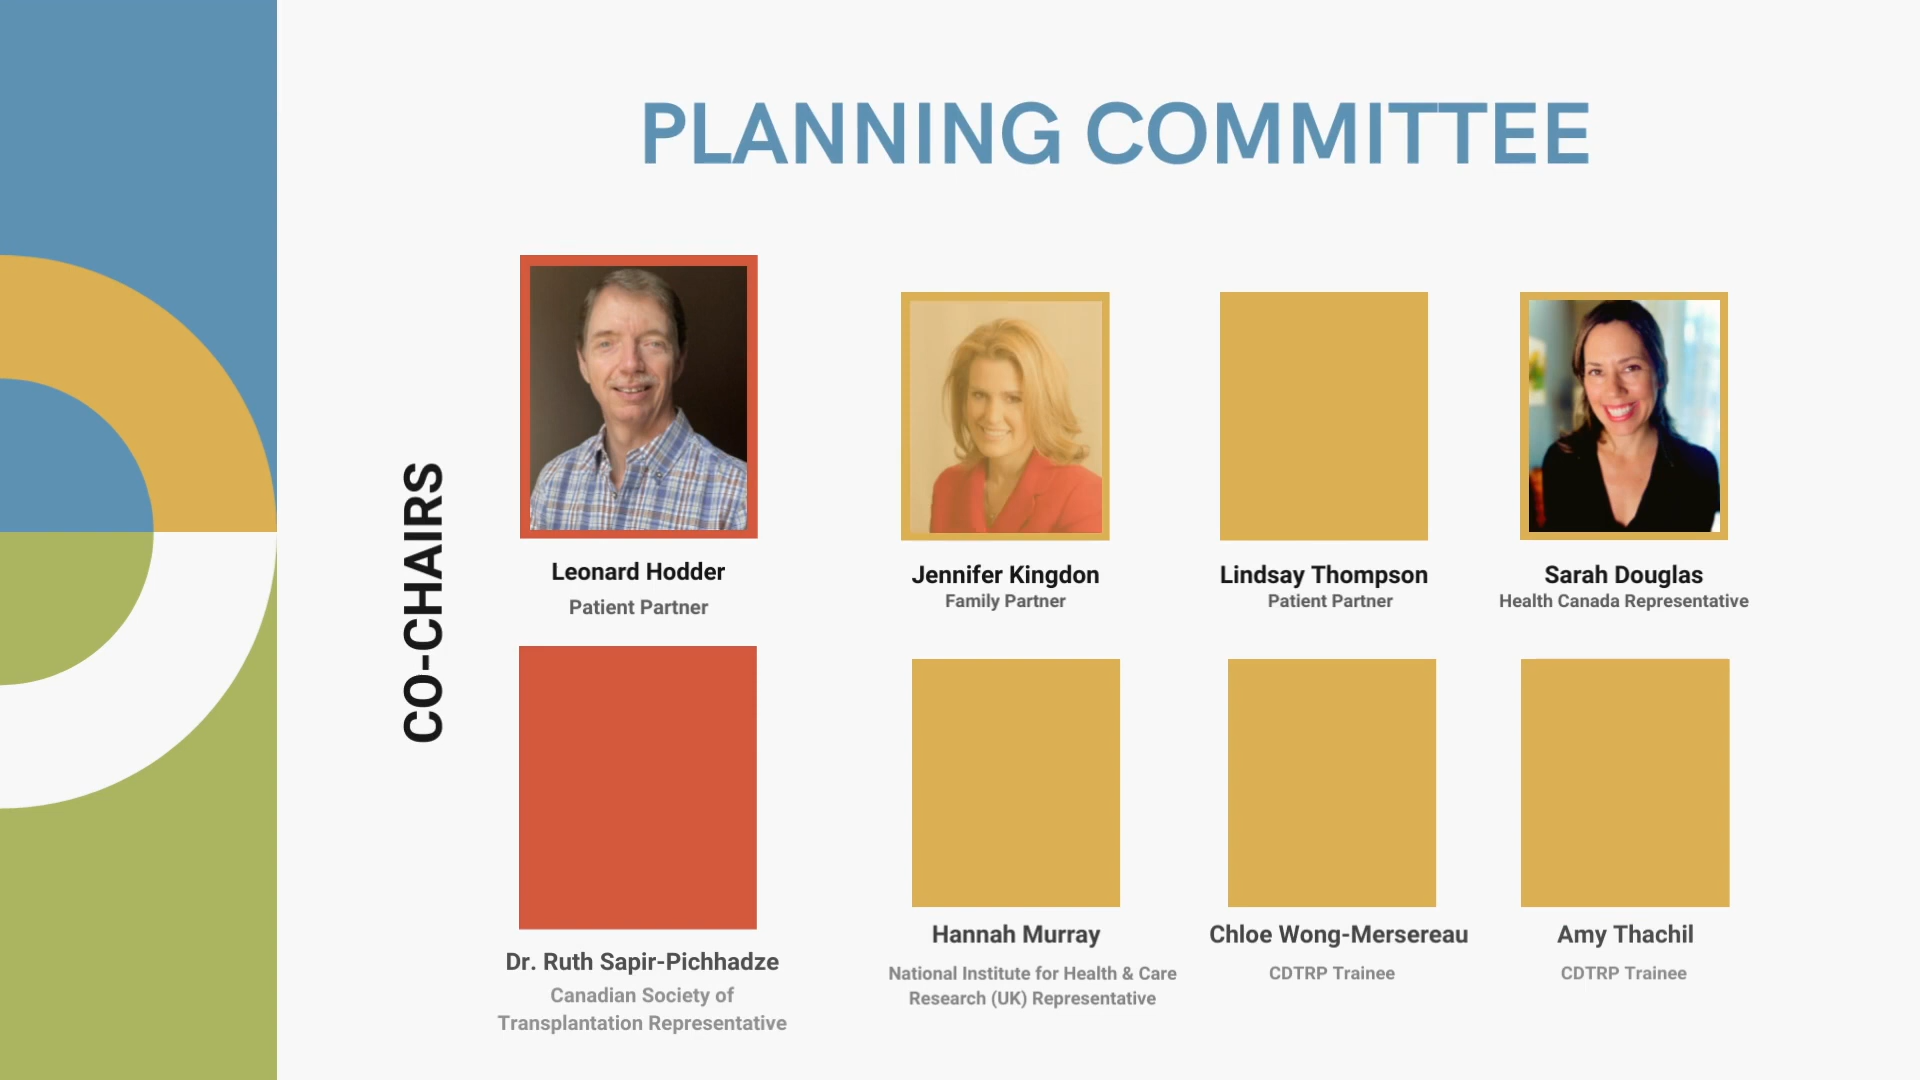 PLANNING COMMITTEE
CO-CHAIRS
Leonard Hodder
Patient Partner
Jennifer Kingdon
Family Partner
Lindsay Thompson
Patient Partner
Sarah Douglas
Health Canada Representative
Dr. Ruth Sapir-Pichhadze
Canadian Society of
Transplantation Representative
Hannah Murray
National Institute for Health & Care
Research (UK) Representative
Chloe Wong-Mersereau
CDTRP Trainee
Amy Thachil
CDTRP Trainee